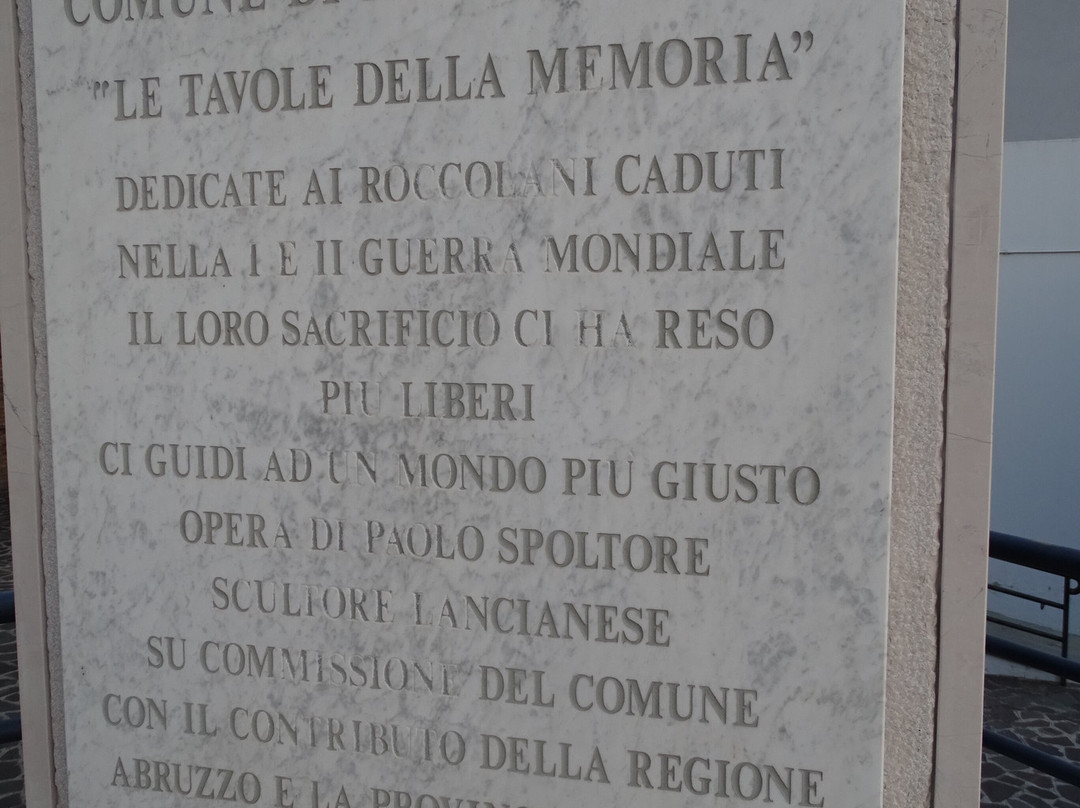 COMUNE DI
"LE TAVOLE DELLA MEMORIA”
DEDICATE AI ROCCOLANI CADUTI
NELLA I E II GUERRA MONDIALE
IL LORO SACRIFICIO CI HA RESO
PIU LIBERI
CI GUIDI AD UN MONDO PIU GIUSTO
OPERA DI PAOLO SPOLTORE
SCULTORE LANCIANESE
SU COMMISSIONE DEL COMUNE
CON IL CONTRIBUTO DELLA REGIONE
ABRUZZO E LA